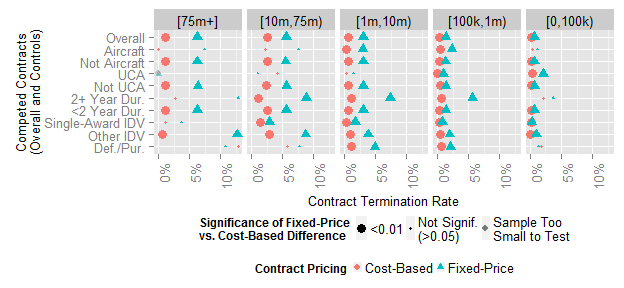 [75m+] [10m,75m) [1m,10m) [100k,1m) [0,100k)
Competed Contracts
(Overall and Controls)
Overall
Aircraft
Not Aircraft
UCA
Not UCA
2+ Year Dur.
<2 Year Dur.
Single-Award IDV
Other IDV
Def./Pur.
0% 5% 10% 0% 5% 10% 0% 5% 10% 0% 5% 10% 0% 5% 10%
Contract Termination Rate
Significance of Fixed-Price
vs. Cost-Based Difference
<0.01
Not Signif.
(>0.05)
Sample Too
Small to Test
Contract Pricing Cost-Based Fixed-Price